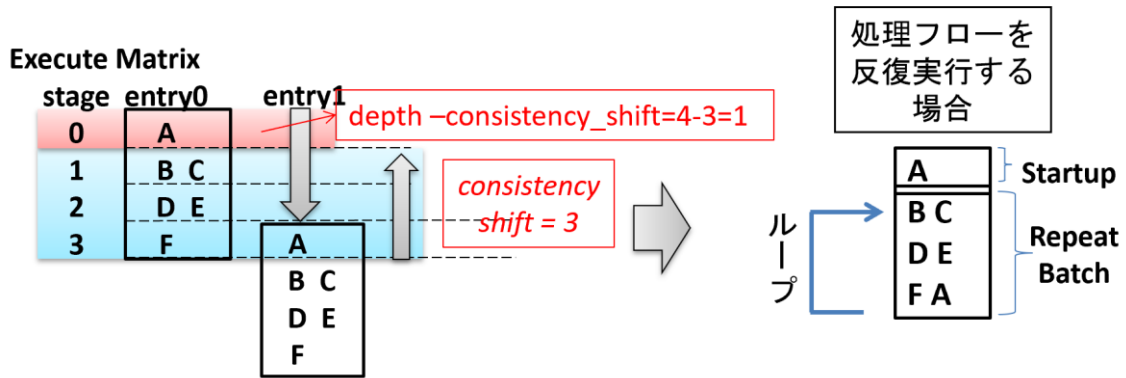 Execute Matrix
stage entry0 entry1
0 A
1 B C
2 D E
3 F
depth –consistency_shift=4-3=1
consistency
shift = 3
A
B C
D E
F
処理フローを
反復実行する
場合
A
B C
D E
F A
Startup
Repeat
Batch
ループ